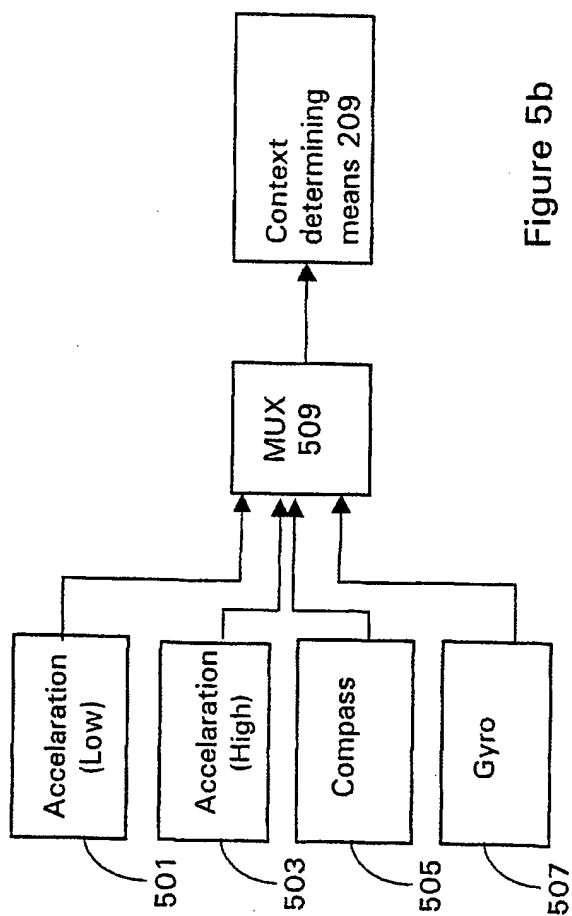 Accelaration
(Low)
501
Accelaration
(High)
503
Compass
505
Gyro
507
MUX
509
Context
determining
means 209
Figure 5b